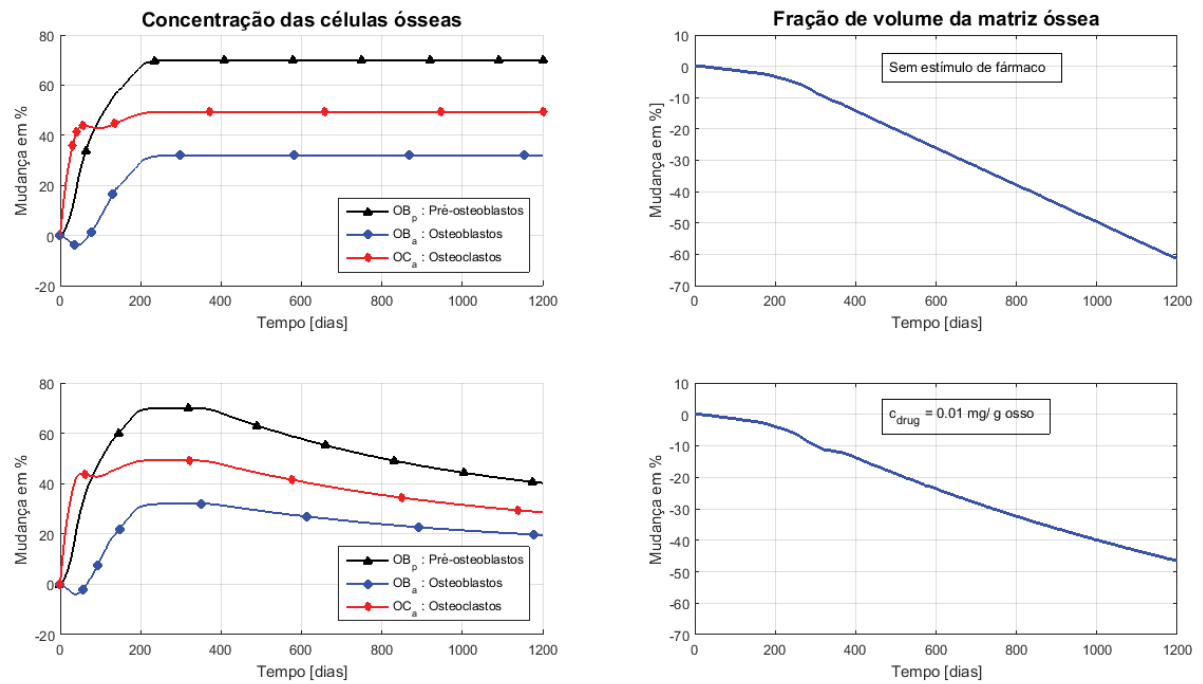 Concentração das células ósseas
80
60
40
20
0
-20
Mudança em %
OBp : Pré-osteoblastos
OBa : Osteoblastos
OCa : Osteoclastos
0 200 400 600 800 1000 1200
Tempo [dias]
Fração de volume da matriz óssea
10
0
-10
-20
-30
-40
-50
-60
-70
Mudança em %]
Sem estímulo de fármaco
0 200 400 600 800 1000 1200
Tempo [dias]
80
60
40
20
0
-20
Mudança em %
OBp : Pré-osteoblastos
OBa : Osteoblastos
OCa : Osteoclastos
0 200 400 600 800 1000 1200
Tempo [dias]
10
0
-10
-20
-30
-40
-50
-60
-70
Mudança em %
cdrug = 0.01 mg/ g osso
0 200 400 600 800 1000 1200
Tempo [dias]